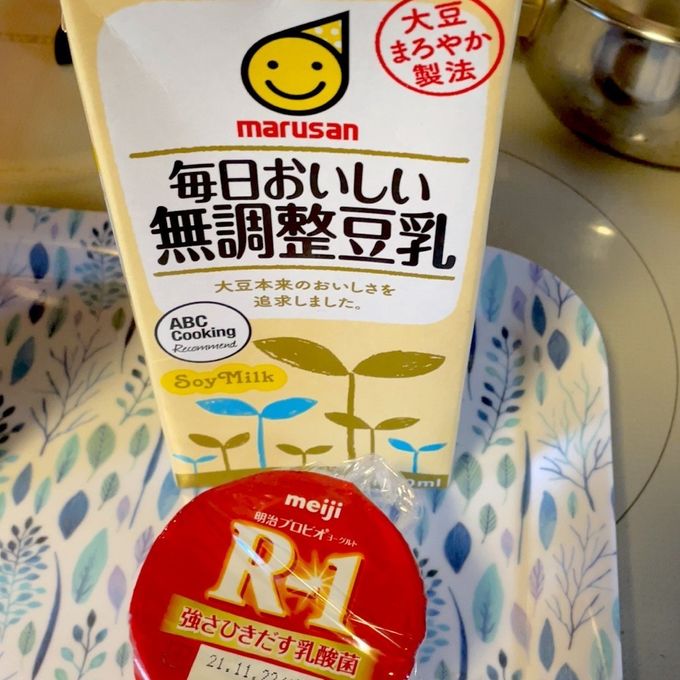 大豆
まろやか
製法
marusan
毎日おいしい
無調整豆乳
大豆本来のおいしさを
追求しました。
ABC
Cooking
Recommend
SoyMilk
meiji
明治プロビオヨーグルト
R-1
強さひきだす乳酸菌
21.11.22